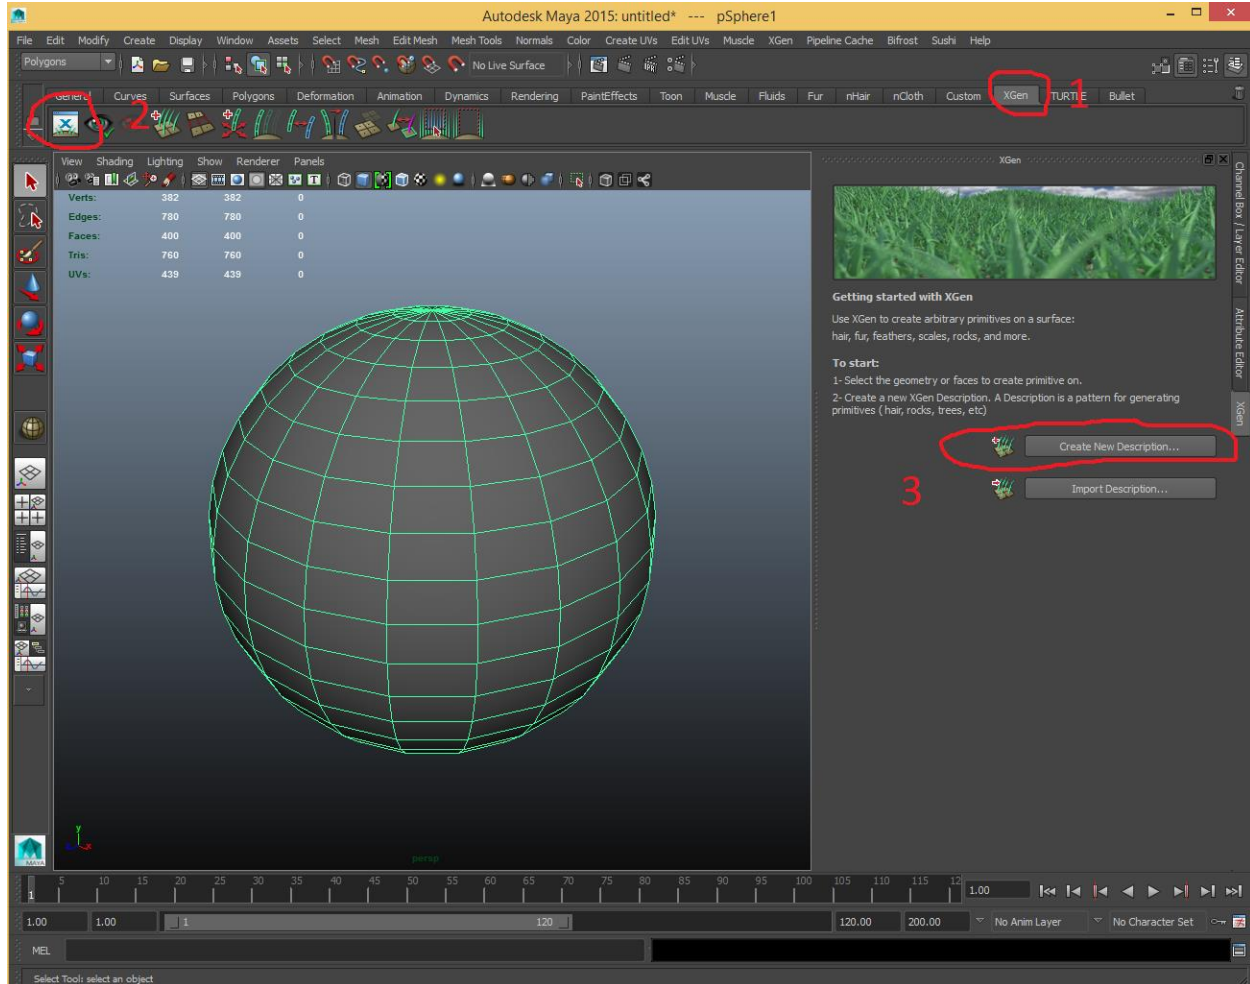 Autodesk Maya 2015: untitled* --- pSphere1
File Edit Modify Create Display Window Assets Select Mesh Edit Mesh Mesh Tools Normals Color Create UVs Edit UVs Muscle XGen Pipeline Cache Bifrost Sushi Help
Polygons No Live Surface
General Curves Surfaces Polygons Deformation Animation Dynamics Rendering PaintEffects Toon Muscle Fluids Fur nHair nCloth Custom XGen TURTLE Bullet
1
2
View Shading Lighting Show Renderer Panels
Verts: 382 382 0
Edges: 780 780 0
Faces: 400 400 0
Tris: 760 760 0
UVs: 439 439 0
y
x
persp
XGen
Getting started with XGen
Use XGen to create arbitrary primitives on a surface:
hair, fur, feathers, scales, rocks, and more.
To start:
1- Select the geometry or faces to create primitive on.
2- Create a new XGen Description. A Description is a pattern for generating
primitives ( hair, rocks, trees, etc)
Create New Description...
3
Import Description...
Channel Box / Layer Editor
Attribute Editor
XGen
MAYA
1 5 10 15 20 25 30 35 40 45 50 55 60 65 70 75 80 85 90 95 100 105 110 115 12 1.00
1.00 1.00 1 120 120.00 200.00 No Anim Layer No Character Set
MEL
Select Tool: select an object